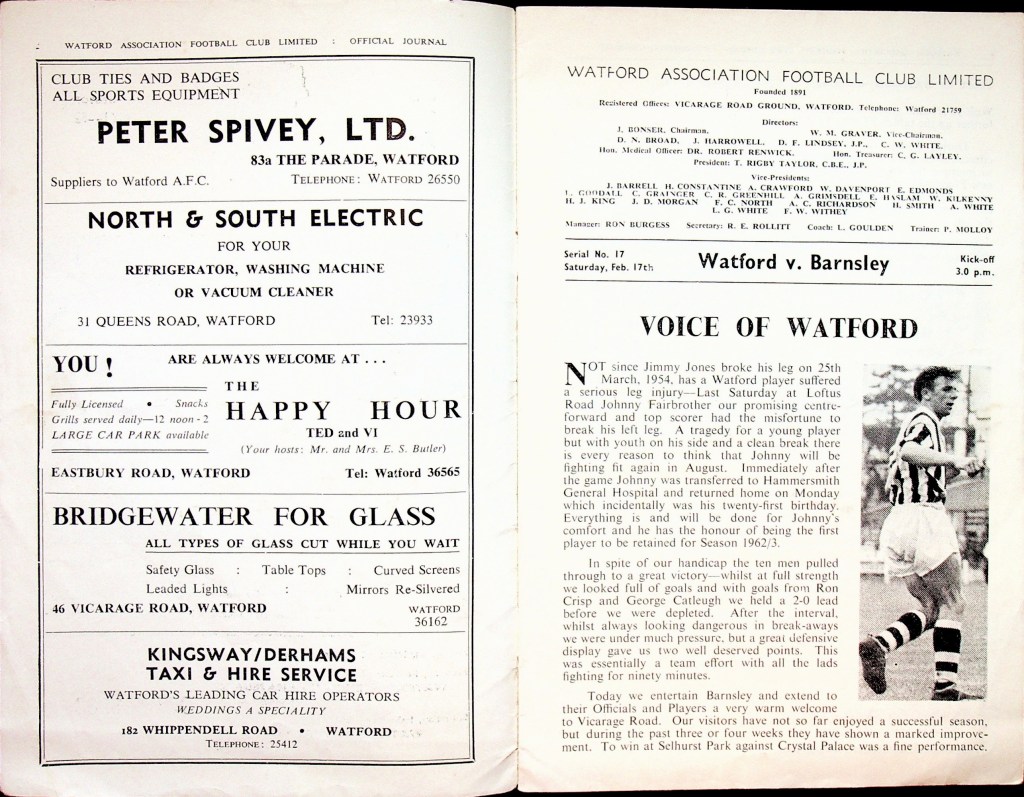 WATFORD ASSOCIATION FOOTBALL CLUB LIMITED : OFFICIAL JOURNAL
CLUB TIES AND BADGES
ALL SPORTS EQUIPMENT
PETER SPIVEY, LTD.
83a THE PARADE, WATFORD
Suppliers to Watford A.F.C. TELEPHONE: WATFORD 26550
NORTH & SOUTH ELECTRIC
FOR YOUR
REFRIGERATOR, WASHING MACHINE
OR VACUUM CLEANER
31 QUEENS ROAD, WATFORD Tel: 23933
YOU! ARE ALWAYS WELCOME AT . . .
THE
HAPPY HOUR
Fully Licensed • Snacks
Grills served daily—12 noon - 2
LARGE CAR PARK available
TED and VI
(Your hosts: Mr. and Mrs. E. S. Butler)
EASTBURY ROAD, WATFORD Tel: Watford 36565
BRIDGEWATER FOR GLASS
ALL TYPES OF GLASS CUT WHILE YOU WAIT
Safety Glass : Table Tops : Curved Screens
Leaded Lights : Mirrors Re-Silvered
46 VICARAGE ROAD, WATFORD WATFORD
36162
KINGSWAY/DERHAMS
TAXI & HIRE SERVICE
WATFORD'S LEADING CAR HIRE OPERATORS
WEDDINGS A SPECIALITY
182 WHIPPENDELL ROAD • WATFORD
TELEPHONE: 25412
WATFORD ASSOCIATION FOOTBALL CLUB LIMITED
Founded 1891
Registered Offices: VICARAGE ROAD GROUND, WATFORD. Telephone: Watford 21759
Directors:
J. BONSER, Chairman. W. M. GRAVER, Vice-Chairman.
D. N. BROAD, J. HARROWELL, D. F. LINDSEY, J.P., C. W. WHITE.
Hon. Medical Officer: DR. ROBERT RENWICK. Hon. Treasurer: C. G. LAYLEY.
President: T. RIGBY TAYLOR, C.B.E., J.P.
Vice-Presidents:
J. BARRELL H. CONSTANTINE A. CRAWFORD W. DAVENPORT E. EDMONDS
L. GOODALL C. GRAINGER C. R. GREENHILL A. GRIMSDELL E. HASLAM W. KILKENNY
H. J. KING J. D. MORGAN F. C. NORTH A. C. RICHARDSON H. SMITH A. WHITE
L. G. WHITE F. W. WITHEY
Manager: RON BURGESS Secretary: R. E. ROLLITT Coach: L. GOULDEN Trainer: P. MOLLOY
Serial No. 17
Saturday, Feb. 17th
Watford v. Barnsley
Kick-off
3.0 p.m.
VOICE OF WATFORD
NOT since Jimmy Jones broke his leg on 25th
March, 1954, has a Watford player suffered
a serious leg injury—Last Saturday at Loftus
Road Johnny Fairbrother our promising centre-
forward and top scorer had the misfortune to
break his left leg. A tragedy for a young player
but with youth on his side and a clean break there
is every reason to think that Johnny will be
fighting fit again in August. Immediately after
the game Johnny was transferred to Hammersmith
General Hospital and returned home on Monday
which incidentally was his twenty-first birthday.
Everything is and will be done for Johnny's
comfort and he has the honour of being the first
player to be retained for Season 1962/3.
In spite of our handicap the ten men pulled
through to a great victory—whilst at full strength
we looked full of goals and with goals from Ron
Crisp and George Catleugh we held a 2-0 lead
before we were depleted. After the interval,
whilst always looking dangerous in break-aways
we were under much pressure, but a great defensive
display gave us two well deserved points. This
was essentially a team effort with all the lads
fighting for ninety minutes.
Today we entertain Barnsley and extend to
their Officials and Players a very warm welcome
to Vicarage Road. Our visitors have not so far enjoyed a successful season,
but during the past three or four weeks they have shown a marked improve-
ment. To win at Selhurst Park against Crystal Palace was a fine performance.